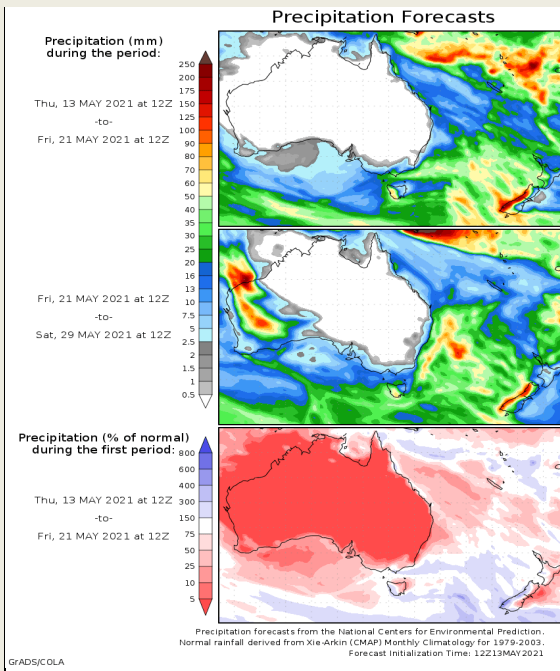 Precipitation Forecasts
Precipitation (mm)
during the period:
Thu, 13 MAY 2021 at 12Z
-to-
Fri, 21 MAY 2021 at 12Z
250
200
175
150
125
100
90
80
70
60
50
40
35
30
25
20
16
13
10
7.5
5
2.5
2
1.5
1
0.5
Fri, 21 MAY 2021 at 12Z
-to-
Sat, 29 MAY 2021 at 12Z
Precipitation (% of normal)
during the first period:
Thu, 13 MAY 2021 at 12Z
-to-
Fri, 21 MAY 2021 at 12Z
800
600
400
300
150
75
50
25
10
5
Precipitation forecasts from the National Centers for Environmental Prediction.
Normal rainfall derived from Xie-Arkin (CMAP) Monthly Climatology for 1979-2003.
Forecast Initialization Time: 12Z13MAY2021
GrADS/COLA